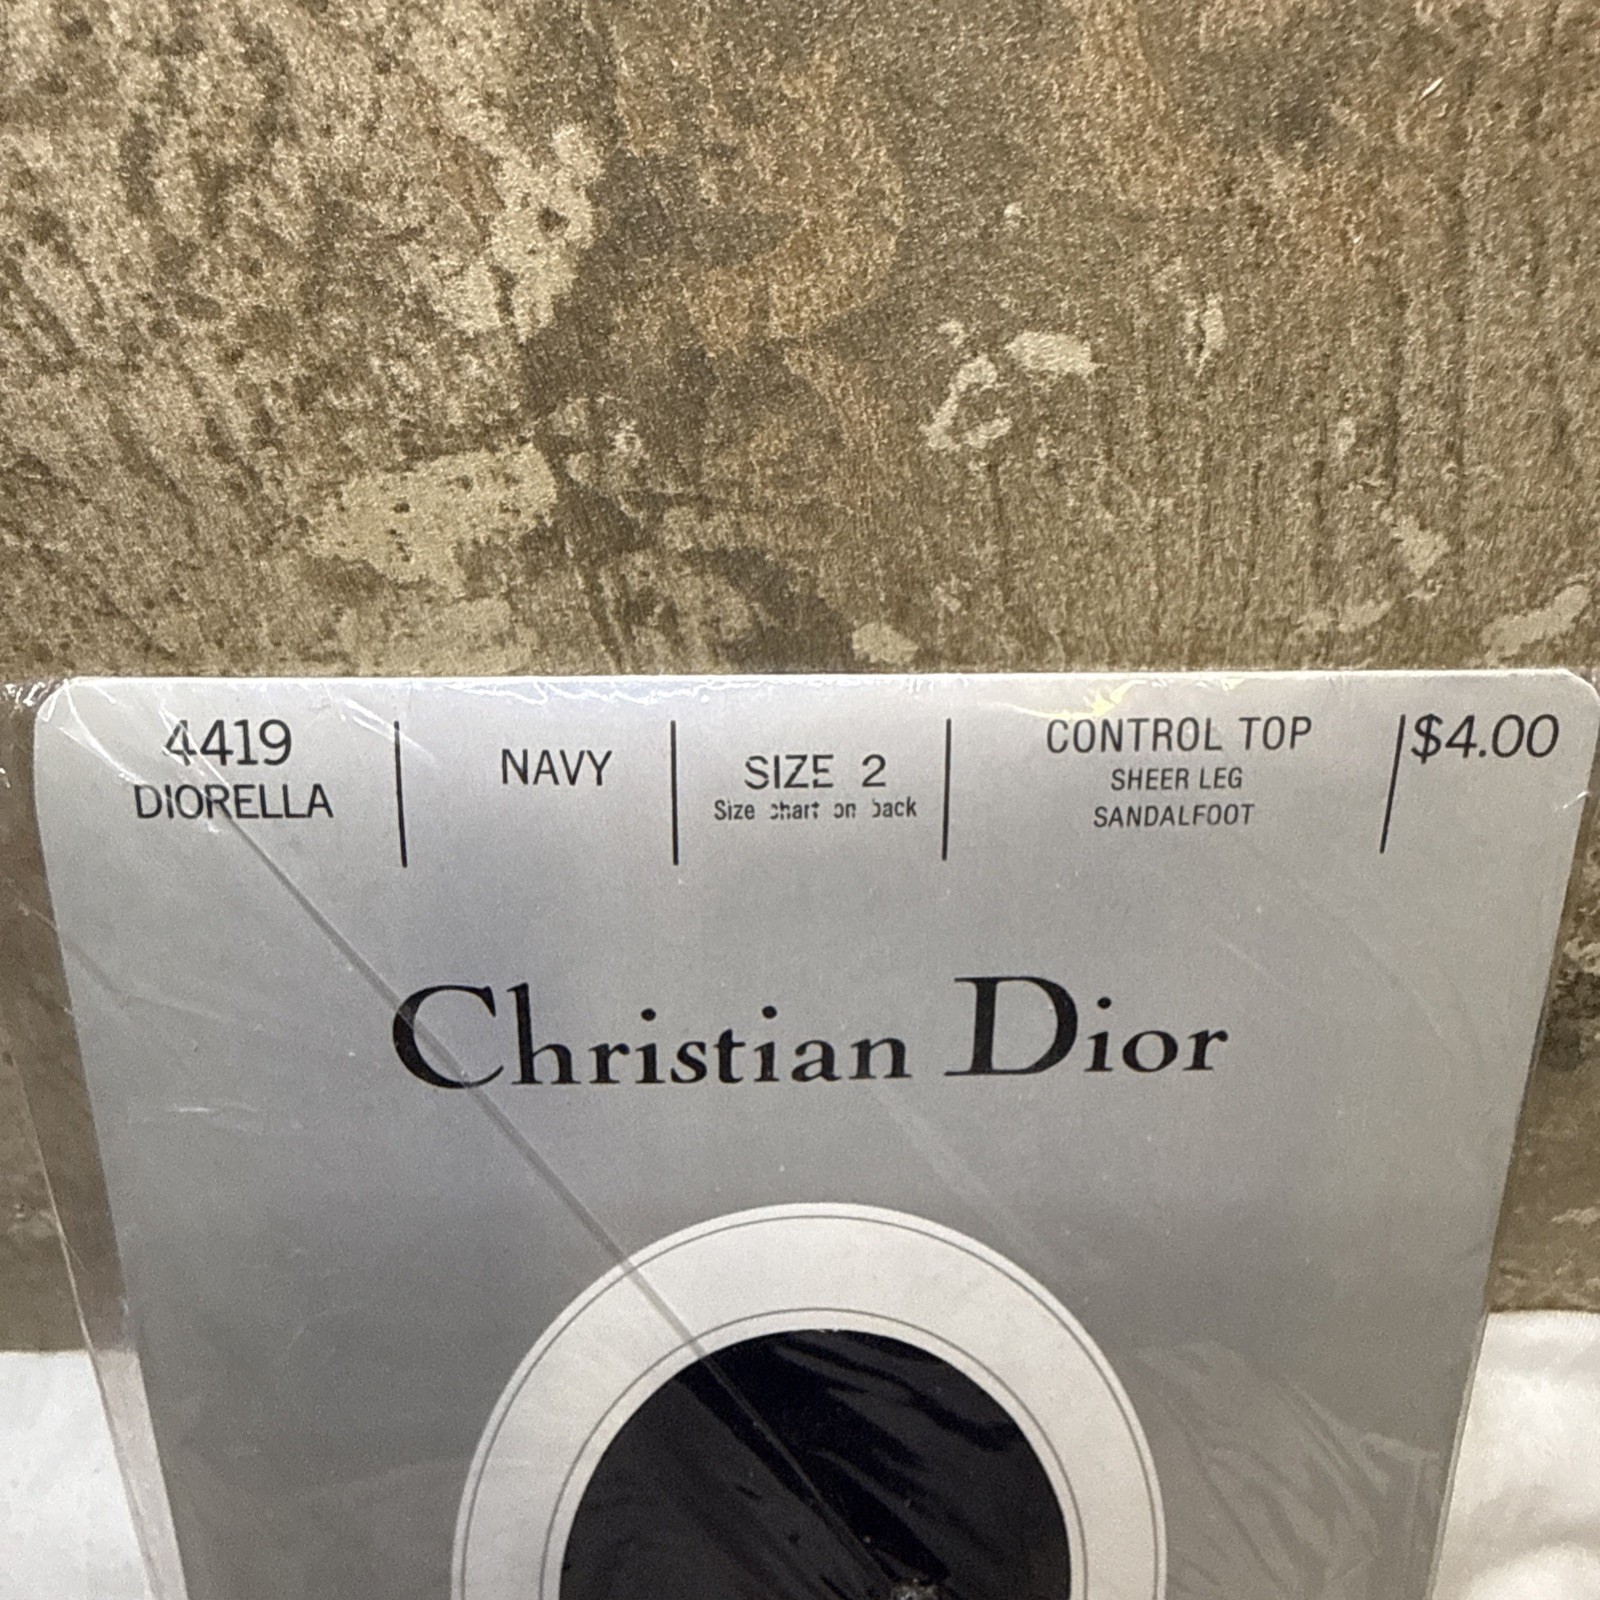 4419
DIORELLA
NAVY
SIZE 2
Size chart on back
CONTROL TOP
SHEER LEG
SANDALFOOT
$4.00
Christian Dior